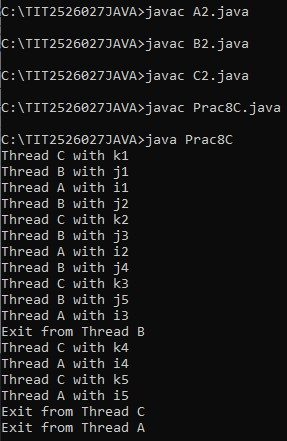 C:\TIT2526027JAVA>javac A2.java
C:\TIT2526027JAVA>javac B2.java
C:\TIT2526027JAVA>javac C2.java
C:\TIT2526027JAVA>javac Prac8C.java
C:\TIT2526027JAVA>java Prac8C
Thread C with k1
Thread B with j1
Thread A with i1
Thread B with j2
Thread C with k2
Thread B with j3
Thread A with i2
Thread B with j4
Thread C with k3
Thread B with j5
Thread A with i3
Exit from Thread B
Thread C with k4
Thread A with i4
Thread C with k5
Thread A with i5
Exit from Thread C
Exit from Thread A